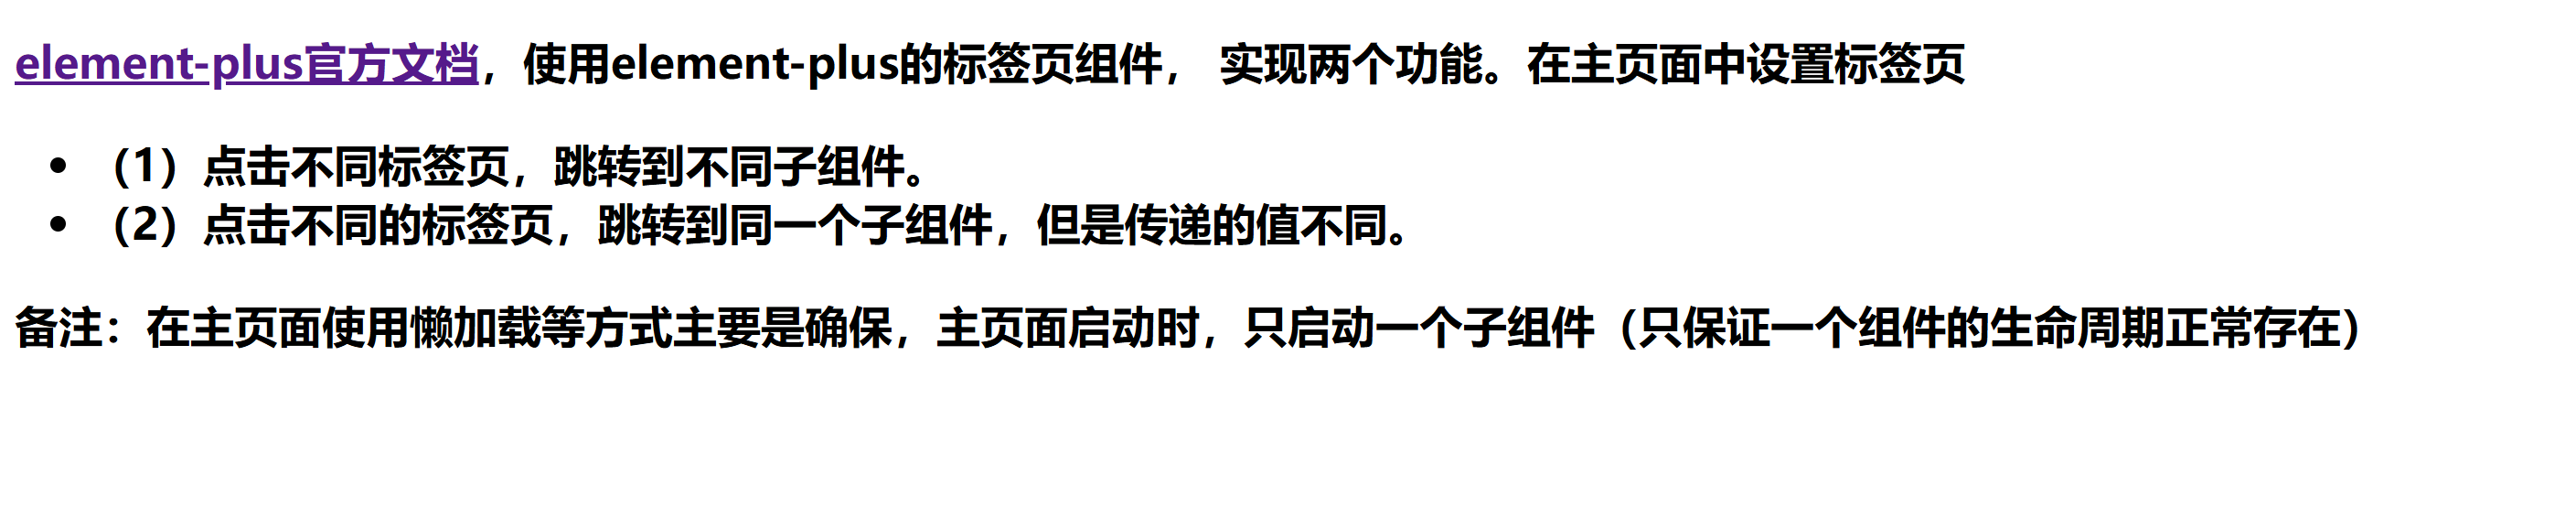 element-plus官方文档，使用element-plus的标签页组件， 实现两个功能。在主页面中设置标签页
• （1）点击不同标签页，跳转到不同子组件。
• （2）点击不同的标签页，跳转到同一个子组件，但是传递的值不同。
备注：在主页面使用懒加载等方式主要是确保，主页面启动时，只启动一个子组件（只保证一个组件的生命周期正常存在）